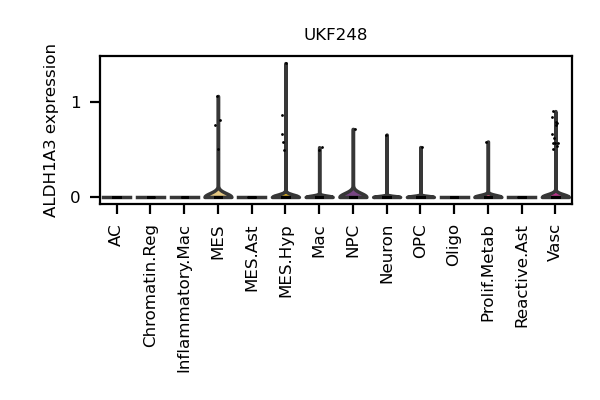 UKF248
ALDH1A3 expression
1
0
AC
Chromatin.Reg
Inflammatory.Mac
MES
MES.Ast
MES.Hyp
Mac
NPC
Neuron
OPC
Oligo
Prolif.Metab
Reactive.Ast
Vasc